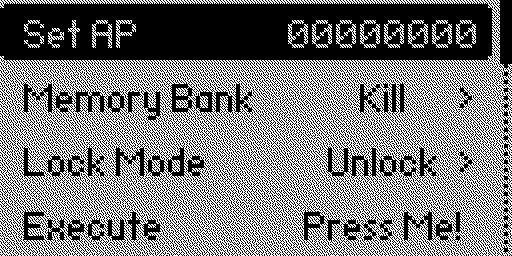 Set AP 00000000
Memory Bank Kill >
Lock Mode Unlock >
Execute Press Me!